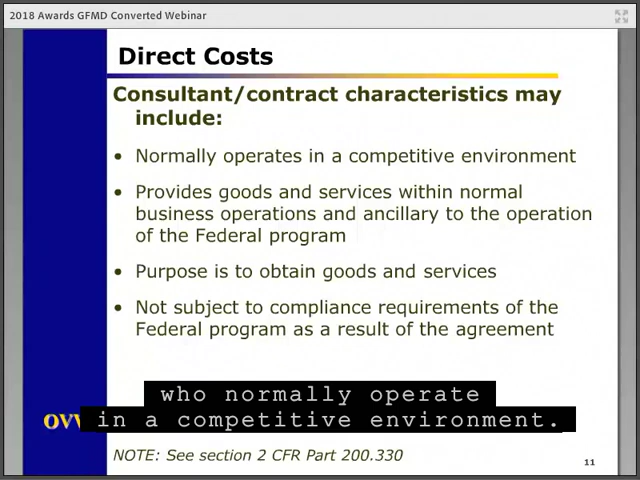 2018 Awards GFMD Converted Webinar
Direct Costs
Consultant/contract characteristics may
include:
• Normally operates in a competitive environment
• Provides goods and services within normal
business operations and ancillary to the operation
of the Federal program
• Purpose is to obtain goods and services
• Not subject to compliance requirements of the
Federal program as a result of the agreement
who normally operate
in a competitive environment.
NOTE: See section 2 CFR Part 200.330
11